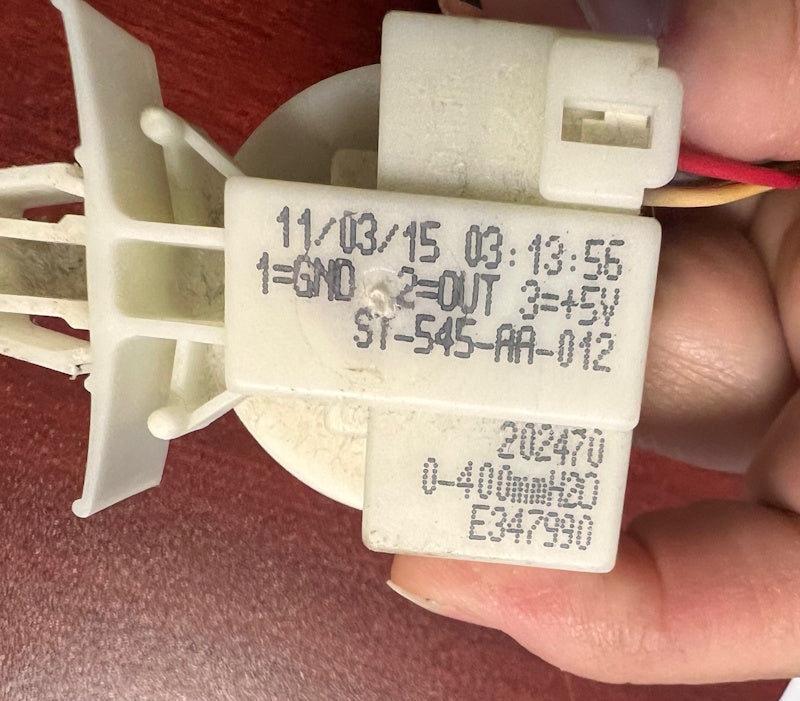 11/03/15 03:13:56
1=GND 2=OUT 3=+5V
ST-545-AA-012
202470
0-400mmH2O
E347990